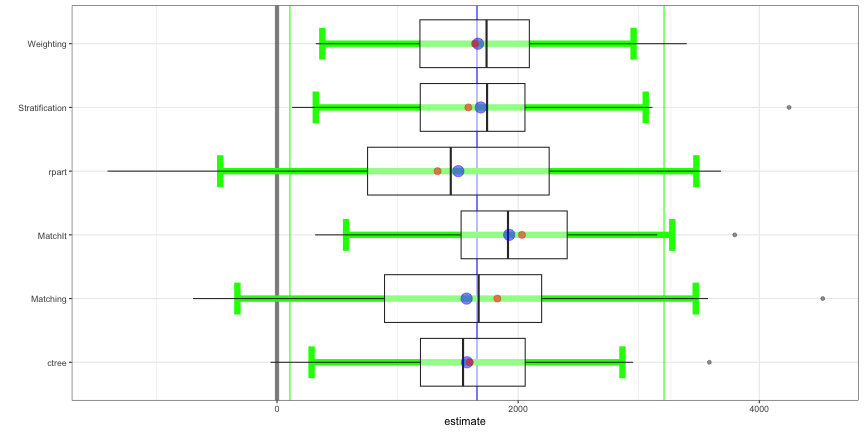 Weighting
Stratification
rpart
MatchIt
Matching
ctree
0
2000
4000
estimate